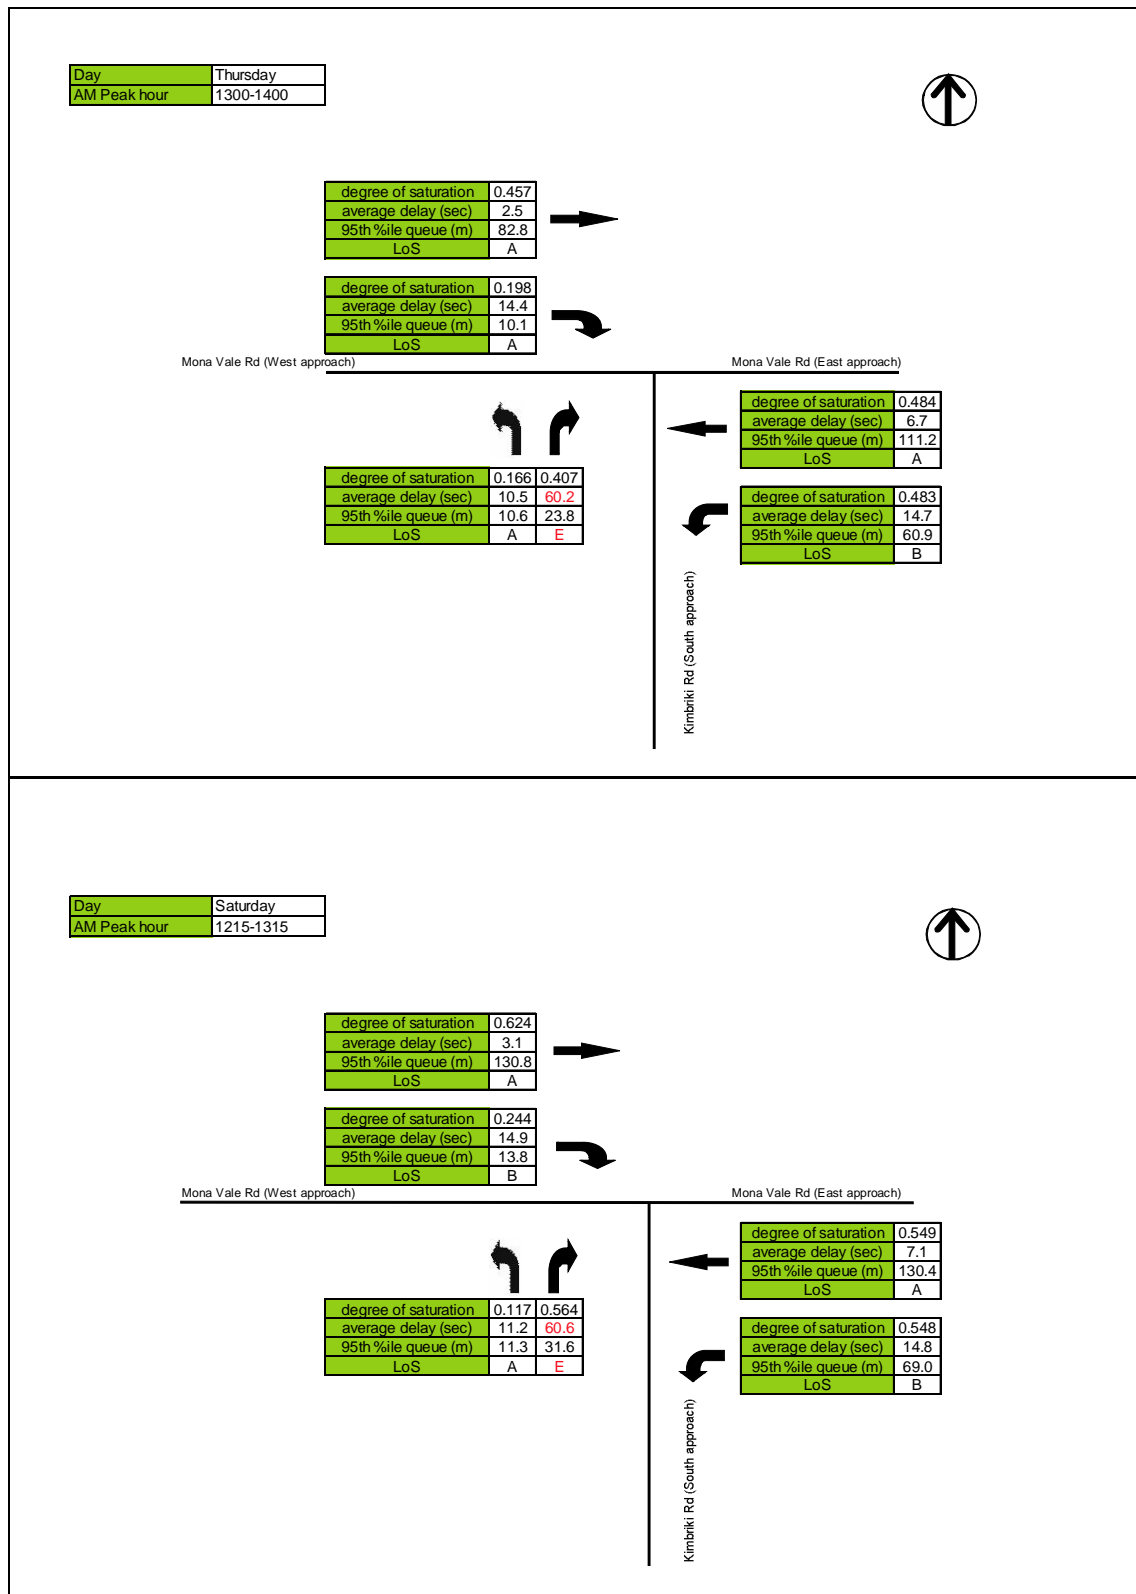 Day Thursday
AM Peak hour 1300-1400
degree of saturation 0.457
average delay (sec) 2.5
95th %ile queue (m) 82.8
LoS A
degree of saturation 0.198
average delay (sec) 14.4
95th %ile queue (m) 10.1
LoS A
Mona Vale Rd (West approach) Mona Vale Rd (East approach)
degree of saturation 0.484
average delay (sec) 6.7
95th %ile queue (m) 111.2
LoS A
degree of saturation 0.166 0.407
average delay (sec) 10.5 60.2
95th %ile queue (m) 10.6 23.8
LoS A E
degree of saturation 0.483
average delay (sec) 14.7
95th %ile queue (m) 60.9
LoS B
Kimbriki Rd (South approach)
Day Saturday
AM Peak hour 1215-1315
degree of saturation 0.624
average delay (sec) 3.1
95th %ile queue (m) 130.8
LoS A
degree of saturation 0.244
average delay (sec) 14.9
95th %ile queue (m) 13.8
LoS B
Mona Vale Rd (West approach) Mona Vale Rd (East approach)
degree of saturation 0.549
average delay (sec) 7.1
95th %ile queue (m) 130.4
LoS A
degree of saturation 0.117 0.564
average delay (sec) 11.2 60.6
95th %ile queue (m) 11.3 31.6
LoS A E
degree of saturation 0.548
average delay (sec) 14.8
95th %ile queue (m) 69.0
LoS B
Kimbriki Rd (South approach)